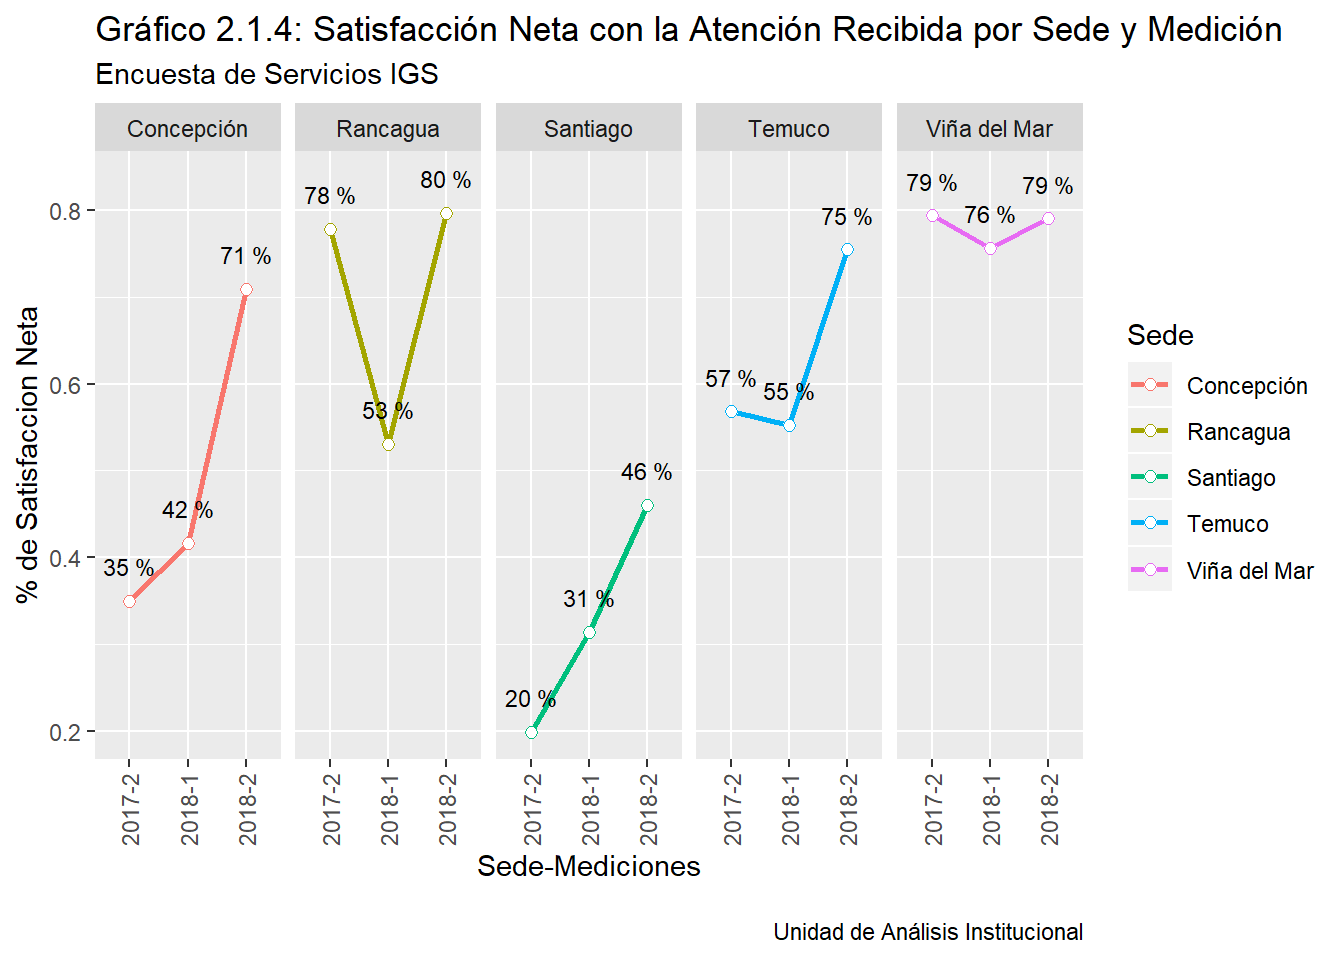 Gráfico 2.1.4: Satisfacción Neta con la Atención Recibida por Sede y Medición
Encuesta de Servicios IGS
Concepción
Rancagua
Santiago
Temuco
Viña del Mar
% de Satisfaccion Neta
0.8
0.6
0.4
0.2
35 %
42 %
71 %
78 %
53 %
80 %
20 %
31 %
46 %
57 %
55 %
75 %
79 %
76 %
79 %
2017-2
2018-1
2018-2
2017-2
2018-1
2018-2
2017-2
2018-1
2018-2
2017-2
2018-1
2018-2
2017-2
2018-1
2018-2
Sede-Mediciones
Sede
Concepción
Rancagua
Santiago
Temuco
Viña del Mar
Unidad de Análisis Institucional